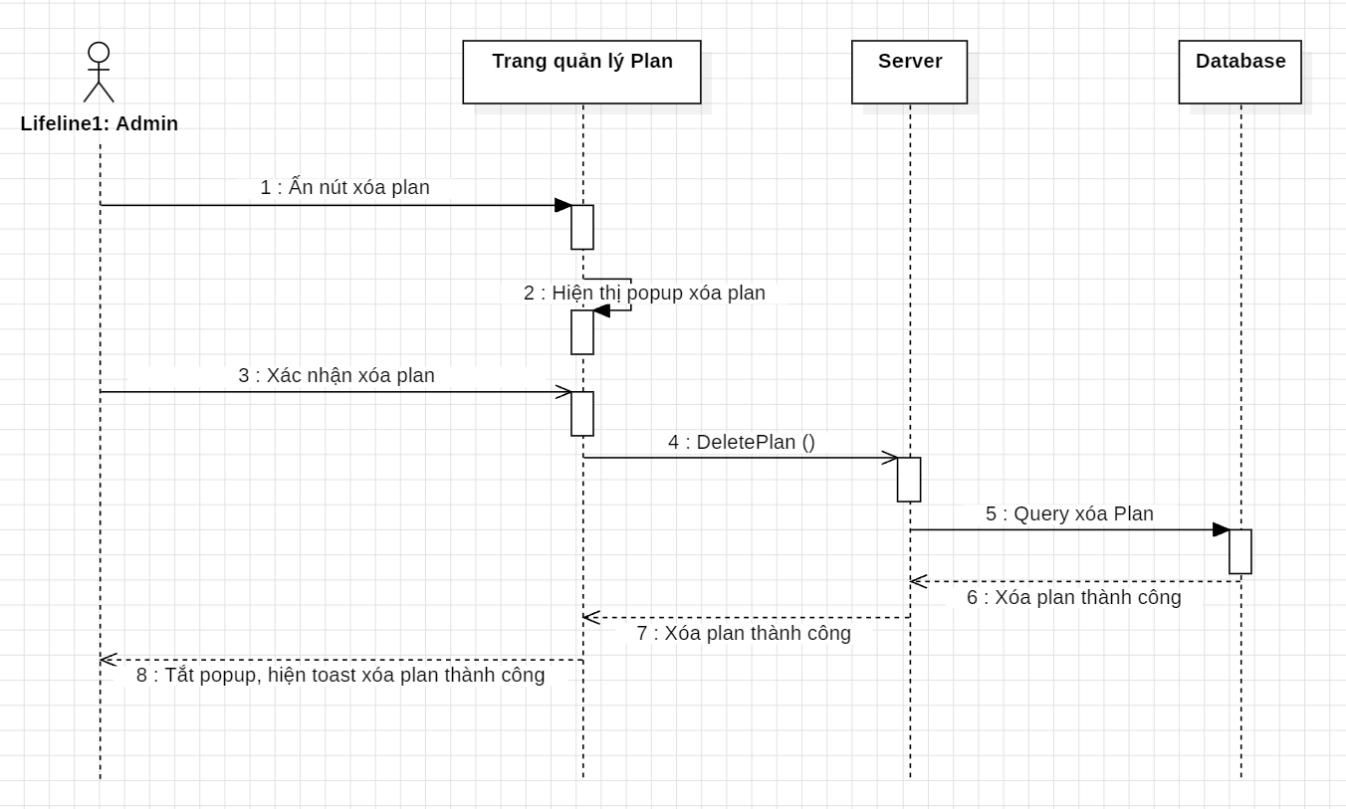 Trang quản lý Plan
Server
Database
Lifeline1: Admin
1 : Ấn nút xóa plan
2 : Hiện thị popup xóa plan
3 : Xác nhận xóa plan
4 : DeletePlan ()
5 : Query xóa Plan
6 : Xóa plan thành công
7 : Xóa plan thành công
8 : Tắt popup, hiện toast xóa plan thành công